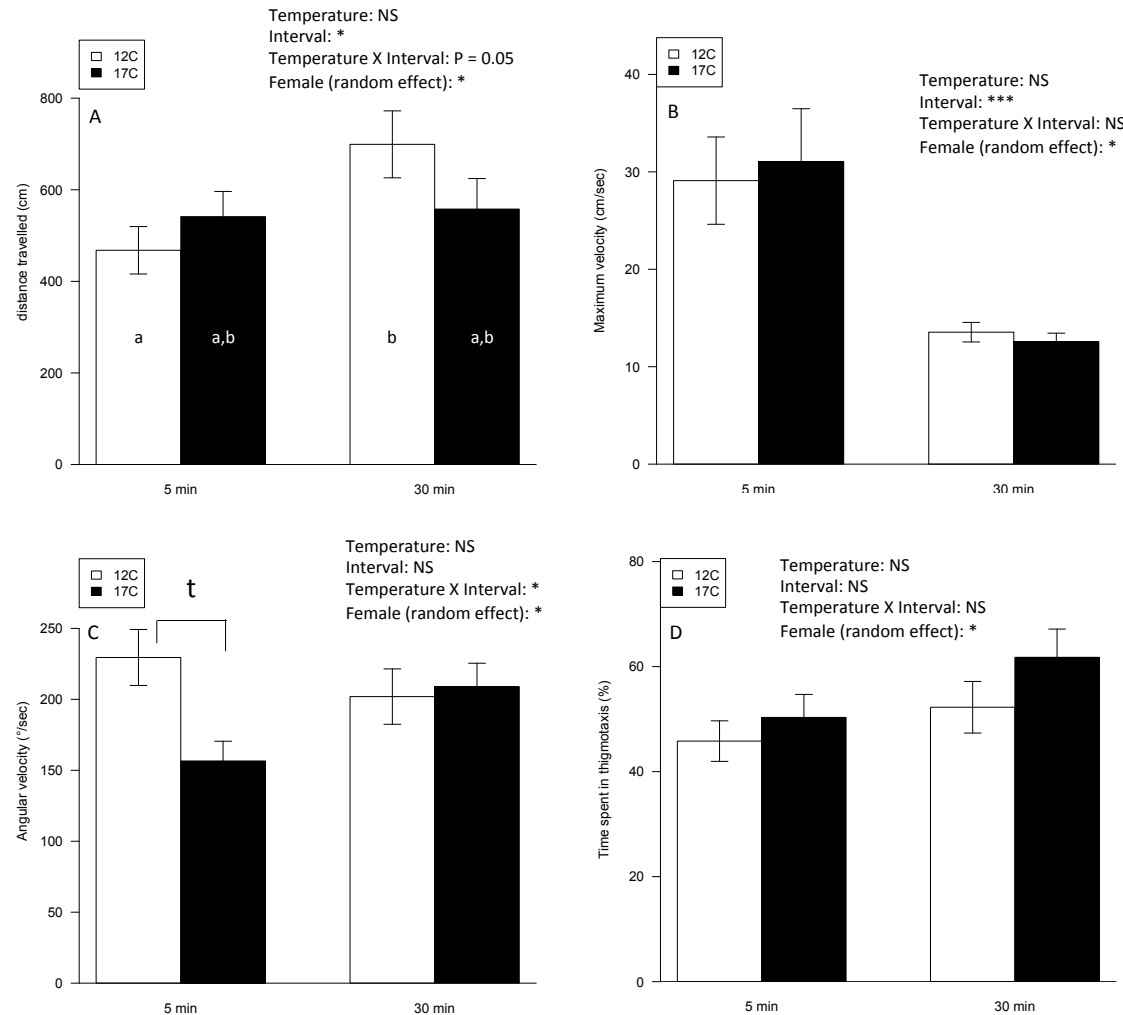 Temperature: NS
Interval: *
Temperature X Interval: P = 0.05
Female (random effect): *
12C
17C
A
distance travelled (cm)
800
600
400
200
0
a
a,b
b
a,b
5 min
30 min
Temperature: NS
Interval: ***
Temperature X Interval: NS
Female (random effect): *
12C
17C
B
Maximum velocity (cm/sec)
40
30
20
10
0
5 min
30 min
Temperature: NS
Interval: NS
Temperature X Interval: *
Female (random effect): *
12C
17C
t
C
Angular velocity (°/sec)
250
200
150
100
50
0
5 min
30 min
Temperature: NS
Interval: NS
Temperature X Interval: NS
Female (random effect): *
12C
17C
D
Time spent in thigmotaxis (%)
80
60
40
20
0
5 min
30 min